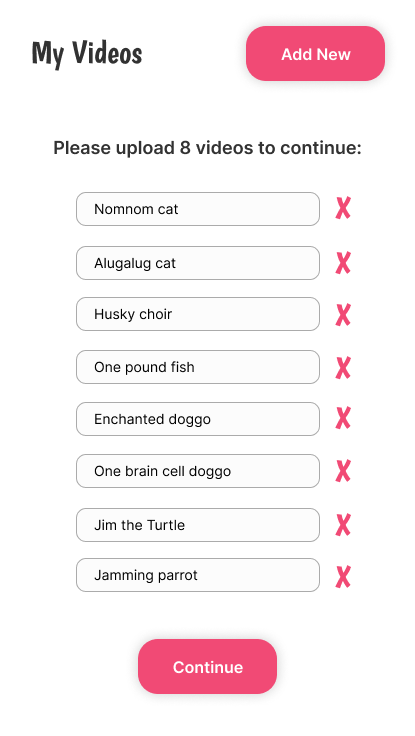 My Videos
Add New
Please upload 8 videos to continue:
Nomnom cat X
Alugalug cat X
Husky choir X
One pound fish X
Enchanted doggo X
One brain cell doggo X
Jim the Turtle X
Jamming parrot X
Continue